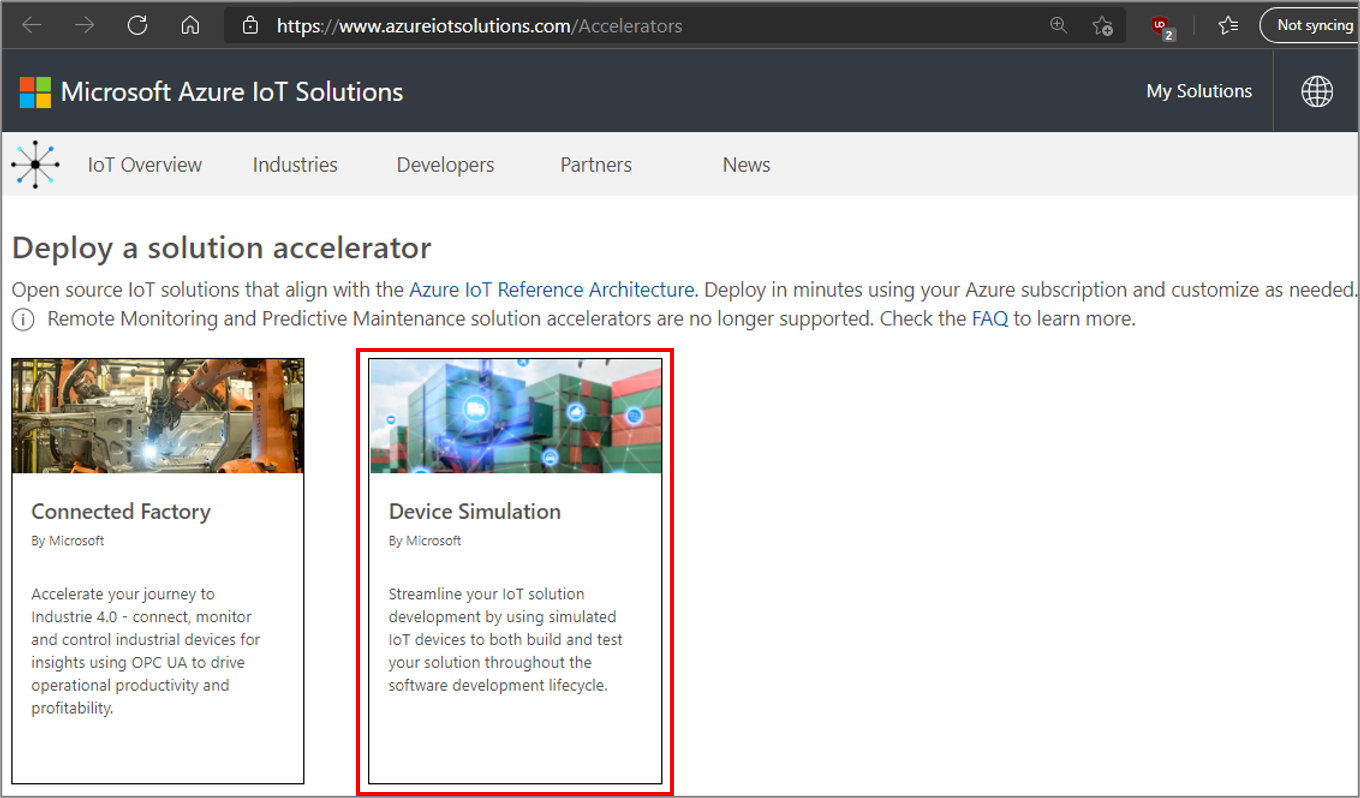 https://www.azureiotsolutions.com/Accelerators
UD
2
Not syncing
Microsoft Azure IoT Solutions
My Solutions
IoT Overview
Industries
Developers
Partners
News
Deploy a solution accelerator
Open source IoT solutions that align with the Azure IoT Reference Architecture. Deploy in minutes using your Azure subscription and customize as needed.
Remote Monitoring and Predictive Maintenance solution accelerators are no longer supported. Check the FAQ to learn more.
Connected Factory
By Microsoft
Accelerate your journey to
Industrie 4.0 - connect, monitor
and control industrial devices for
insights using OPC UA to drive
operational productivity and
profitability.
Device Simulation
By Microsoft
Streamline your IoT solution
development by using simulated
IoT devices to both build and test
your solution throughout the
software development lifecycle.